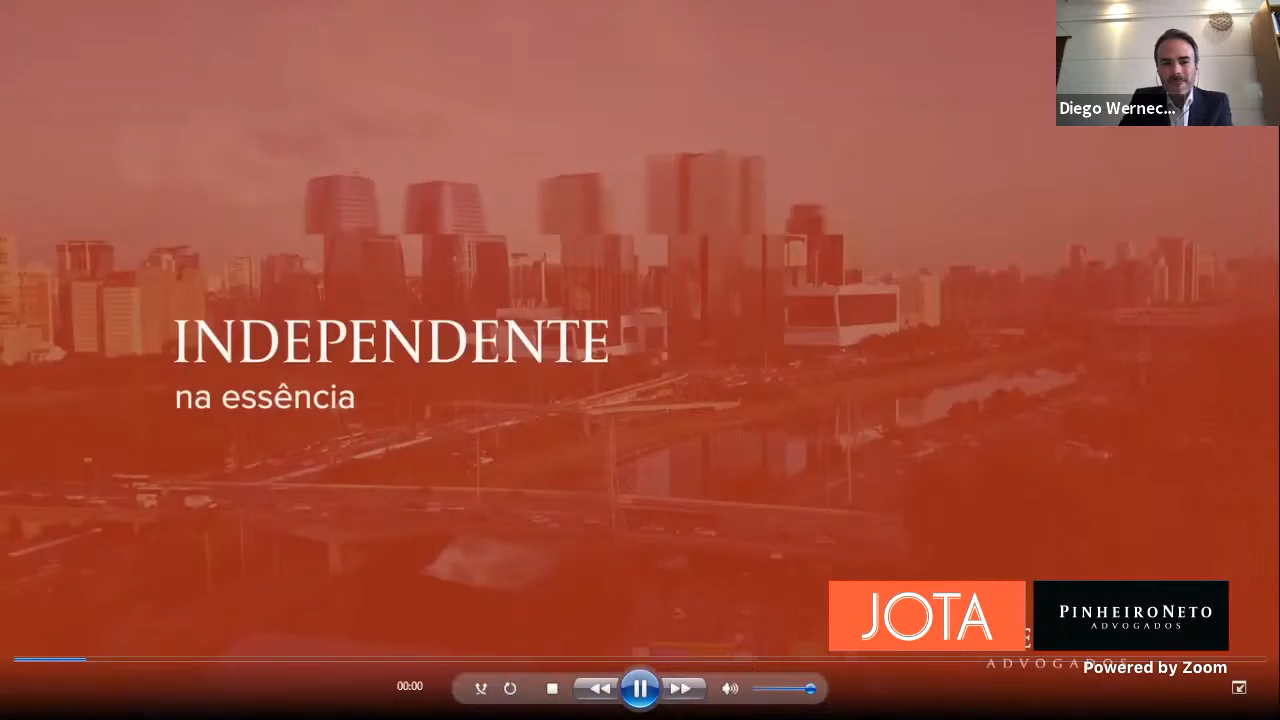 Diego Wernec...
INDEPENDENTE
na essência
JOTA
PINHEIRONETO
ADVOGADOS
E
ADVOGADOS
Powered by Zoom
00:00